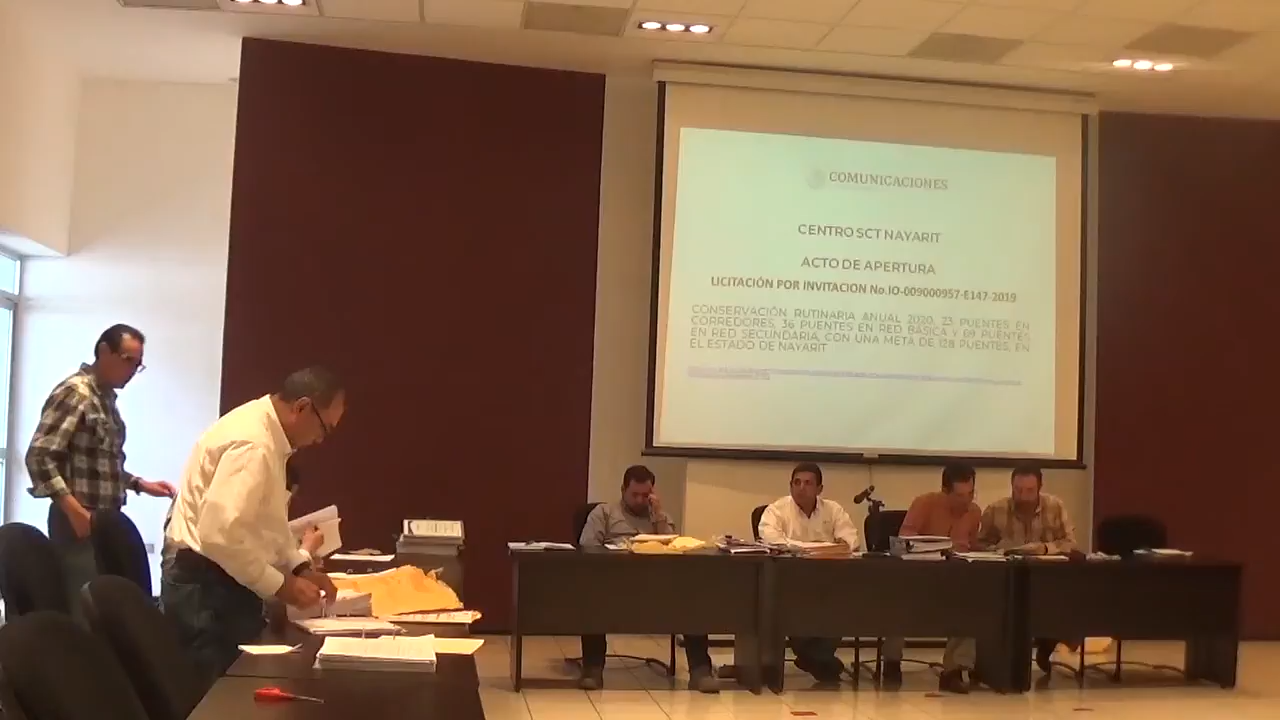 COMUNICACIONES
CENTRO SCT NAYARIT
ACTO DE APERTURA
LICITACIÓN POR INVITACION No.IO-009000957-E147-2019
CONSERVACIÓN RUTINARIA ANUAL 2020, 23 PUENTES EN
CORREDORES, 36 PUENTES EN RED BÁSICA Y 69 PUENTES
EN RED SECUNDARIA, CON UNA META DE 128 PUENTES, EN
EL ESTADO DE NAYARIT